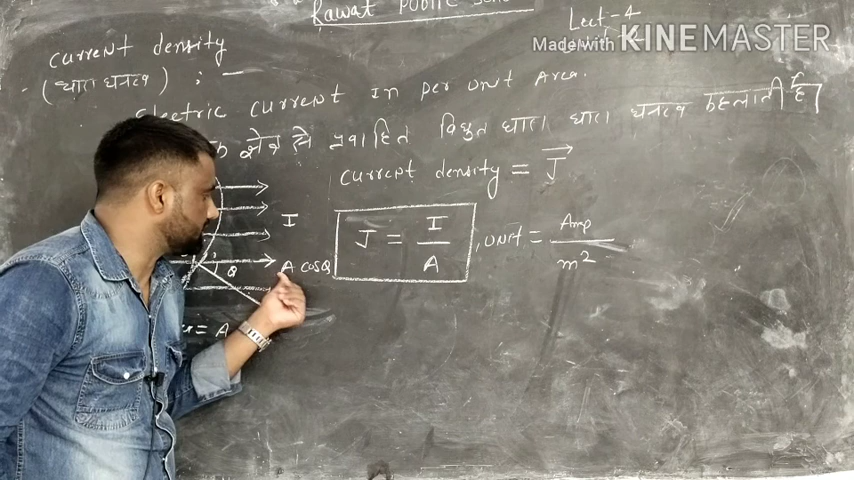 Rawat Public
Lect-4
Made with KINEMASTER
Current density
(धारा घनत्व) ; —
Electric current In per unit Area.
क्षेत्र से प्रवाहित विधुत धारा धारा घनत्व कहलाती है|
Current density = J
I
J = I / A , unit = Amp / m²
θ
A cosθ
= A